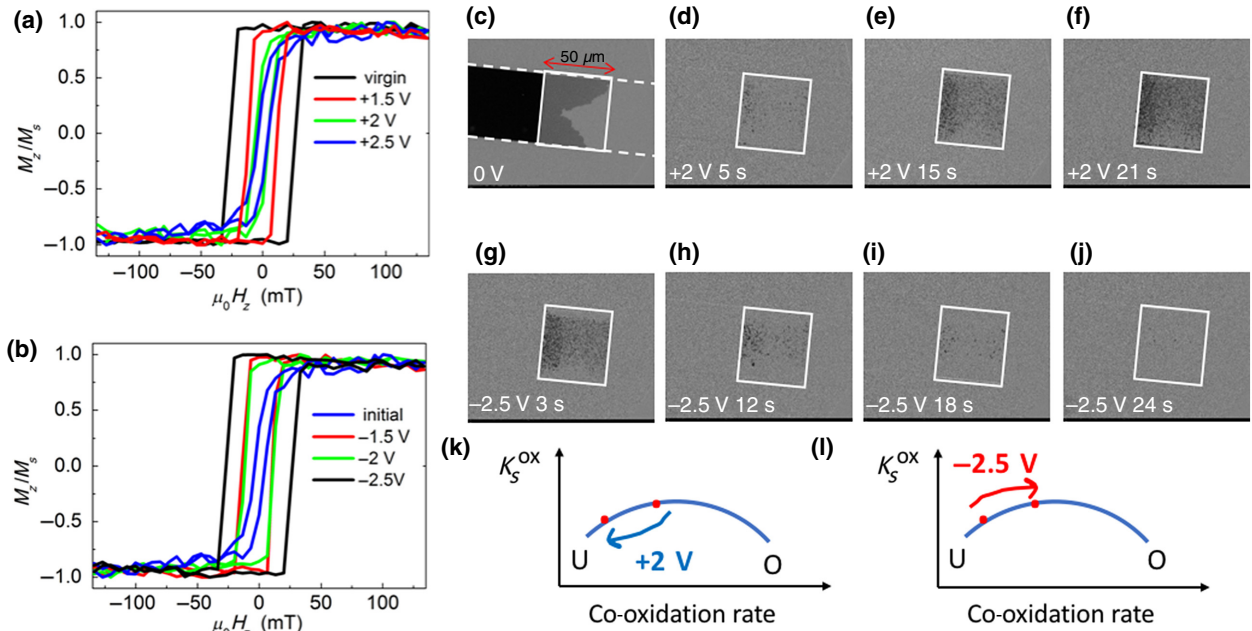 (a)
1.0
0.5
0.0
−0.5
−1.0
M_z/M_s
virgin
+1.5 V
+2 V
+2.5 V
−100 −50 0 50 100
μ₀H_z (mT)
(b)
1.0
0.5
0.0
−0.5
−1.0
M_z/M_s
initial
−1.5 V
−2 V
−2.5V
−100 −50 0 50 100
μ₀H_z (mT)
(c)
50 μm
0 V
(d)
+2 V 5 s
(e)
+2 V 15 s
(f)
+2 V 21 s
(g)
−2.5 V 3 s
(h)
−2.5 V 12 s
(i)
−2.5 V 18 s
(j)
−2.5 V 24 s
(k)
K_S^ox
U
O
+2 V
Co-oxidation rate
(l)
K_S^ox
−2.5 V
U
O
Co-oxidation rate